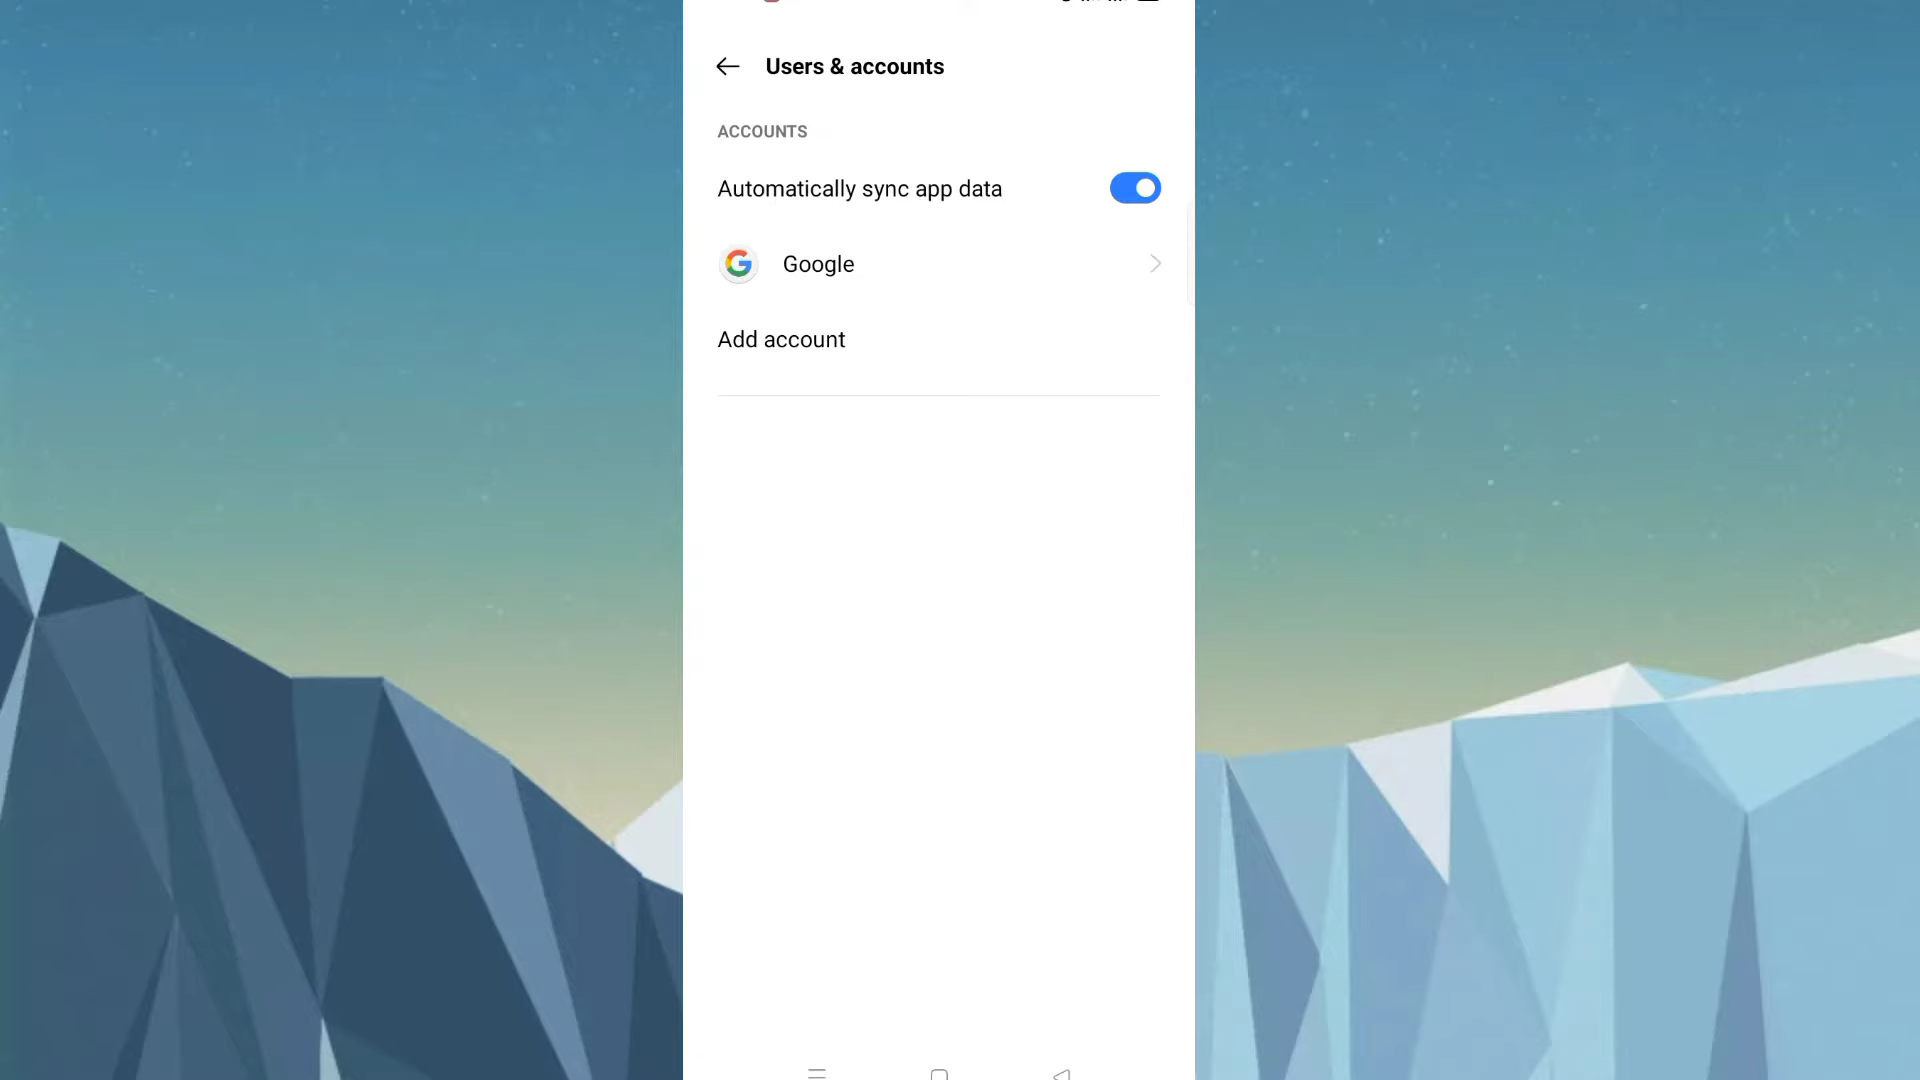 Users & accounts
ACCOUNTS
Automatically sync app data
Google
Add account